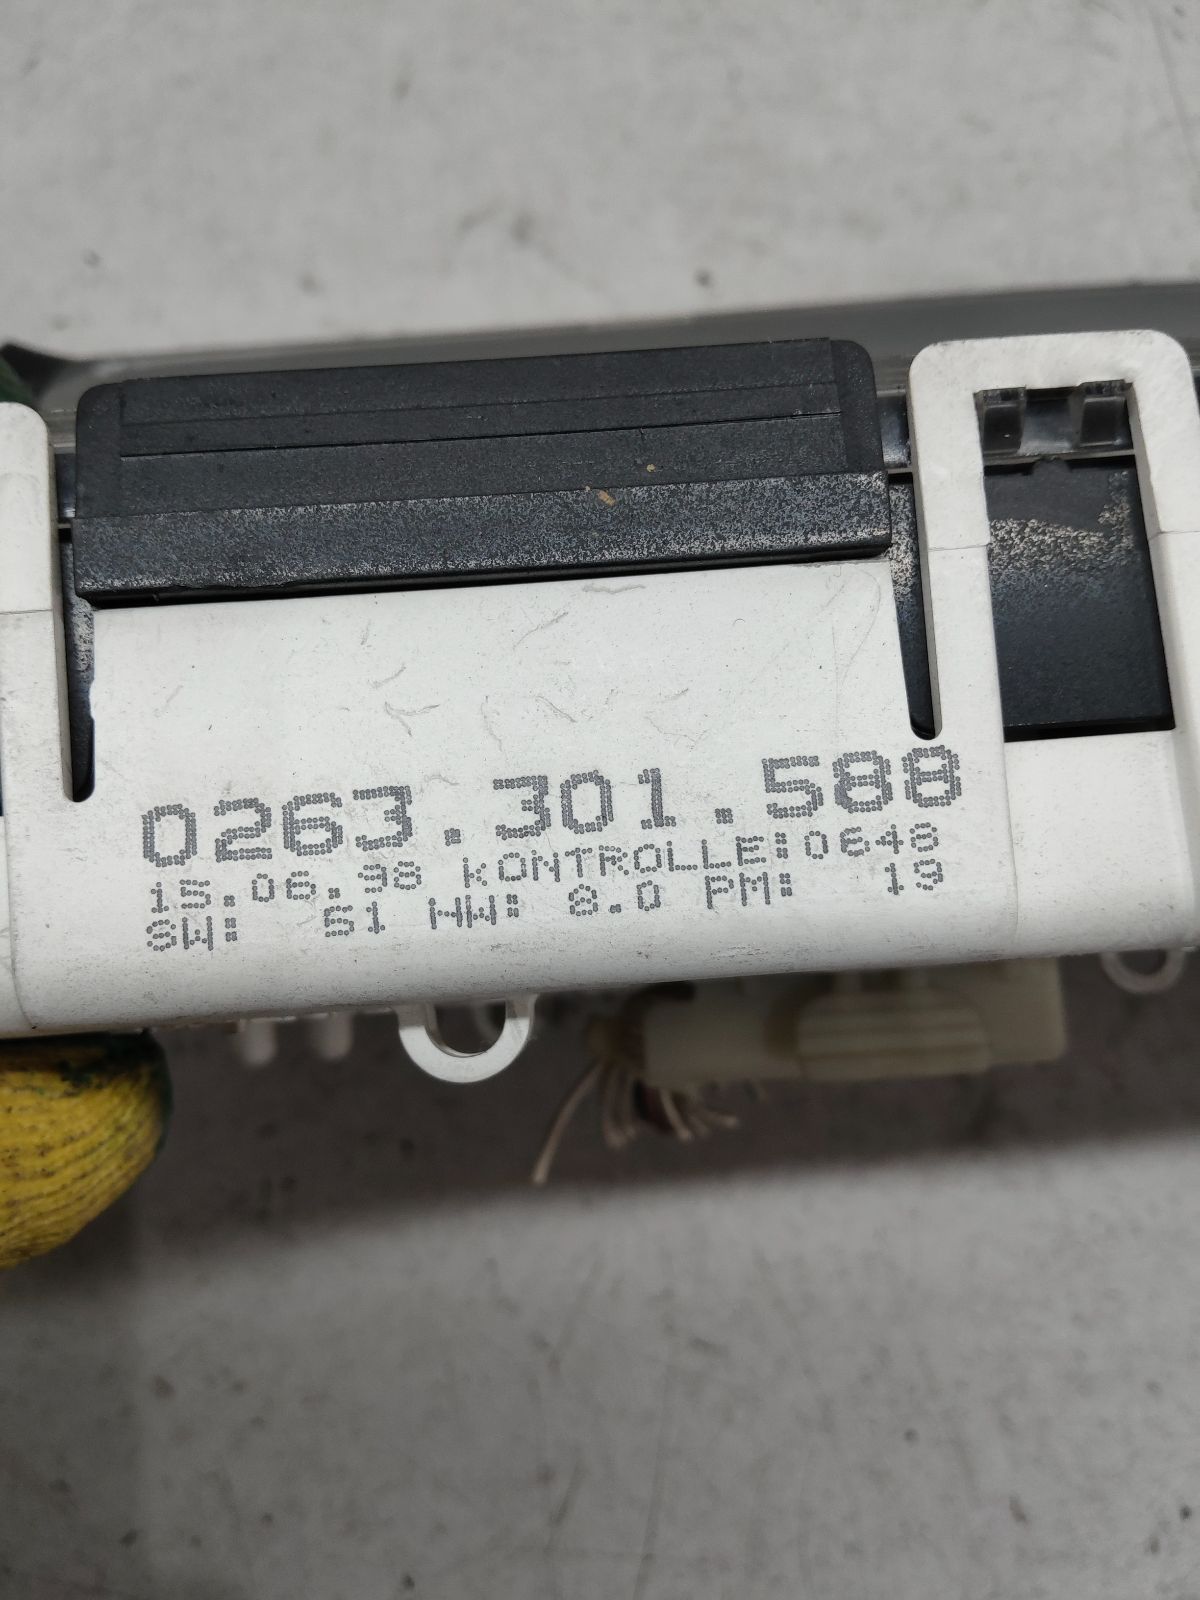 0263.301.588
15.06.98 KONTROLLE:0648
SW: 51 HW: 8.0 PM: 19